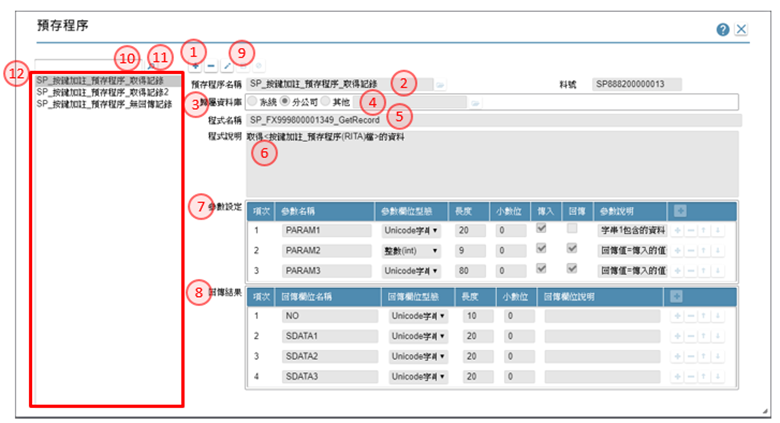 預存程序
10 11 1 9
12
SP_按鍵加註_預存程序_取得記錄
SP_按鍵加註_預存程序_取得記錄2
SP_按鍵加註_預存程序_無回傳記錄
預存程序名稱 SP_按鍵加註_預存程序_取得記錄 2 料號 SP888200000013
3 歸屬資料庫 系統 分公司 其他 4
程式名稱 SP_FX999800001349_GetRecord 5
程式說明 取得<按鍵加註_預存程序(RITA)檔>的資料
6
7 參數設定
項次 參數名稱 參數欄位型態 長度 小數位 傳入 回傳 參數說明
1 PARAM1 Unicode字串 20 0 字串1包含的資料
2 PARAM2 整數(int) 9 0 回傳值=傳入的值
3 PARAM3 Unicode字串 80 0 回傳值=傳入的值
8 回傳結果
項次 回傳欄位名稱 回傳欄位型態 長度 小數位 回傳欄位說明
1 NO Unicode字串 10 0
2 SDATA1 Unicode字串 20 0
3 SDATA2 Unicode字串 20 0
4 SDATA3 Unicode字串 20 0